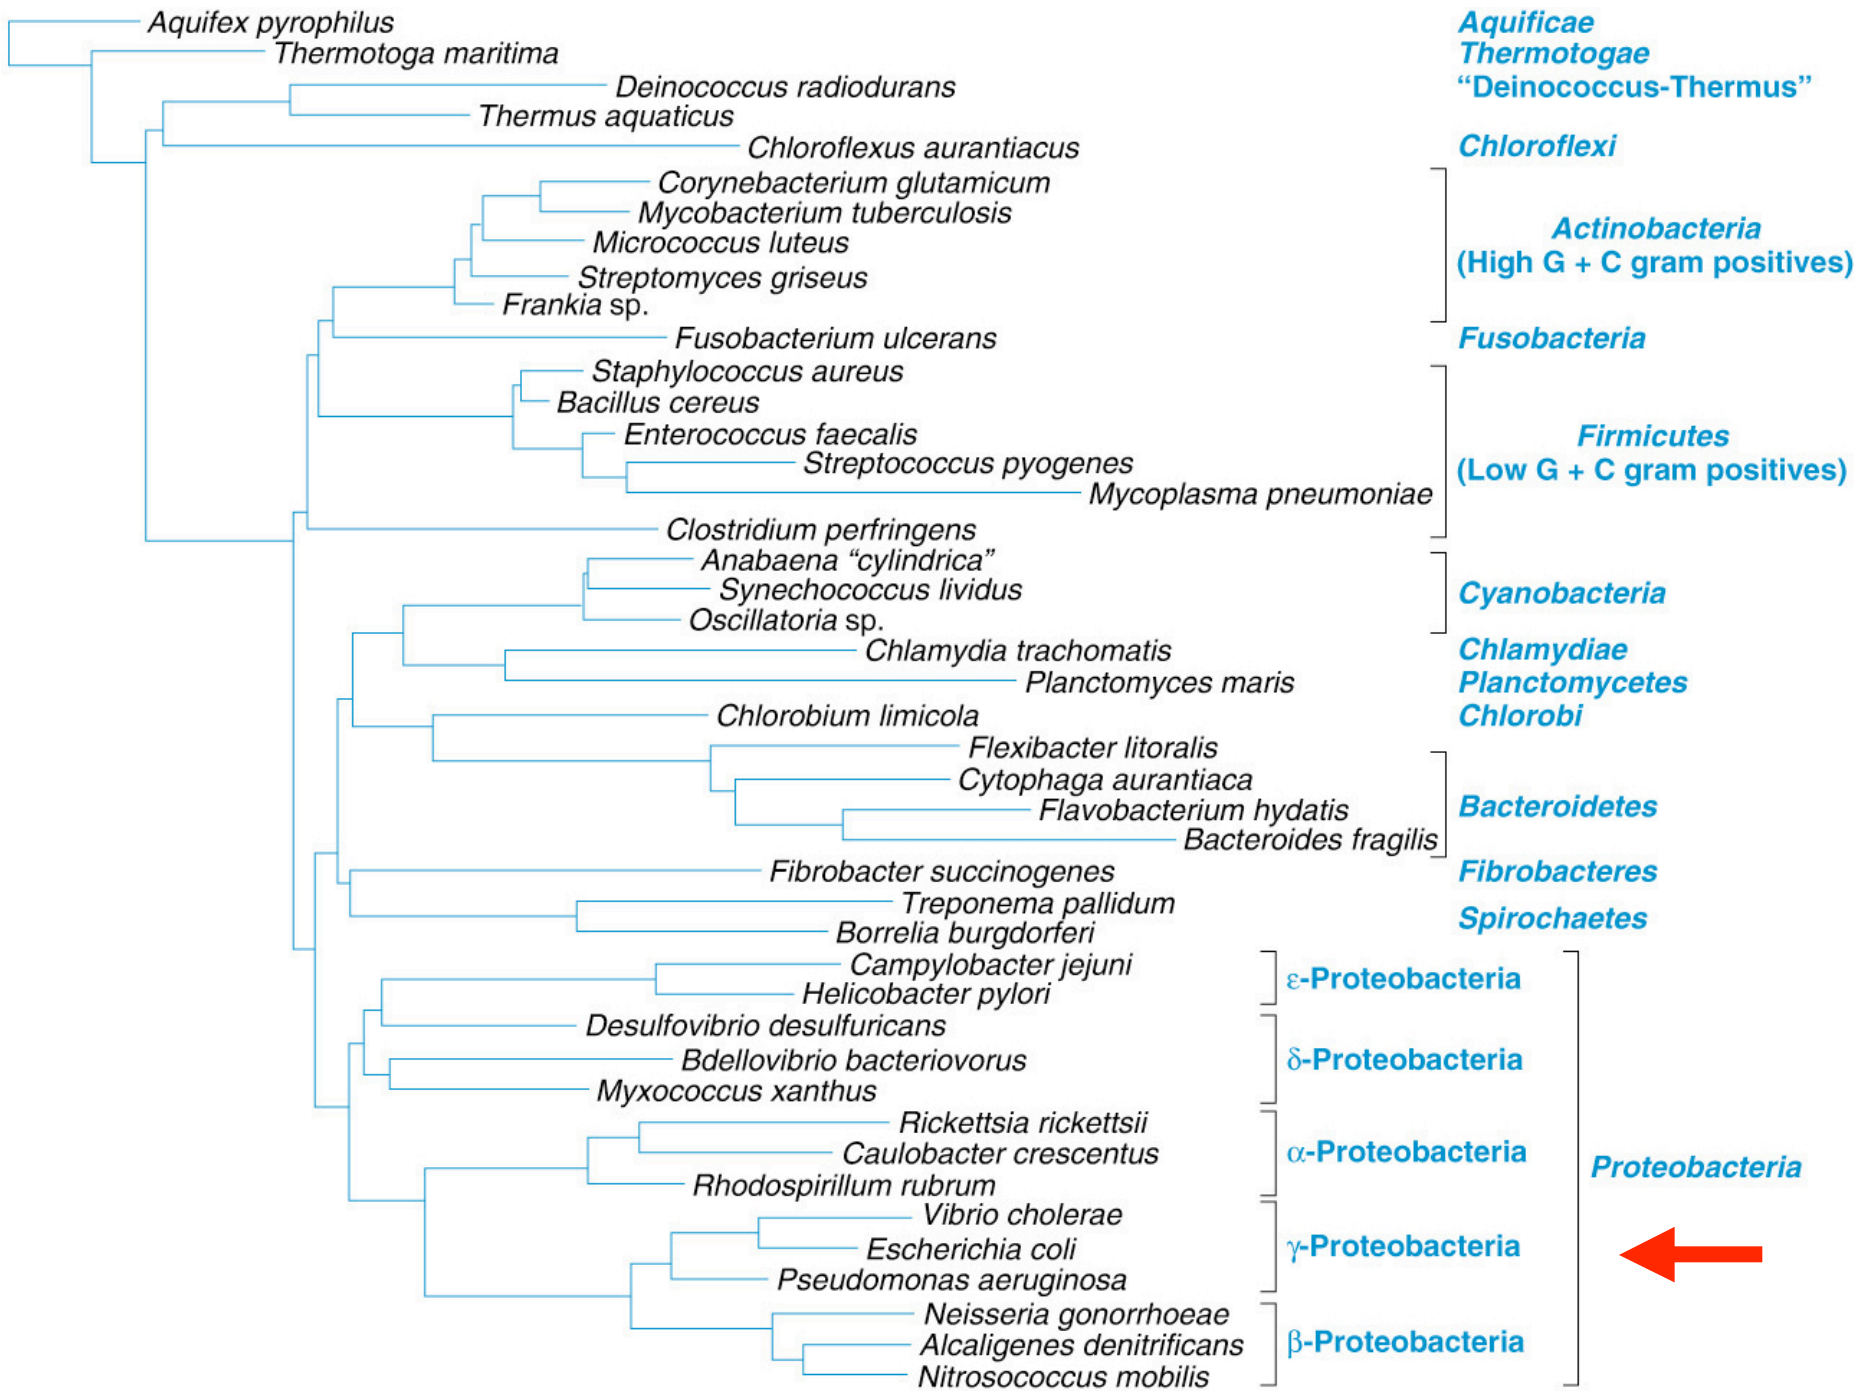 Aquifex pyrophilus
Aquificae
Thermotoga maritima
Thermotogae
Deinococcus radiodurans
“Deinococcus-Thermus”
Thermus aquaticus
Chloroflexus aurantiacus
Chloroflexi
Corynebacterium glutamicum
Mycobacterium tuberculosis
Micrococcus luteus
Streptomyces griseus
Frankia sp.
Actinobacteria
(High G + C gram positives)
Fusobacterium ulcerans
Fusobacteria
Staphylococcus aureus
Bacillus cereus
Enterococcus faecalis
Streptococcus pyogenes
Mycoplasma pneumoniae
Clostridium perfringens
Firmicutes
(Low G + C gram positives)
Anabaena “cylindrica”
Synechococcus lividus
Oscillatoria sp.
Cyanobacteria
Chlamydia trachomatis
Chlamydiae
Planctomyces maris
Planctomycetes
Chlorobium limicola
Chlorobi
Flexibacter litoralis
Cytophaga aurantiaca
Flavobacterium hydatis
Bacteroides fragilis
Bacteroidetes
Fibrobacter succinogenes
Fibrobacteres
Treponema pallidum
Borrelia burgdorferi
Spirochaetes
Campylobacter jejuni
Helicobacter pylori
ε-Proteobacteria
Desulfovibrio desulfuricans
Bdellovibrio bacteriovorus
Myxococcus xanthus
δ-Proteobacteria
Rickettsia rickettsii
Caulobacter crescentus
Rhodospirillum rubrum
α-Proteobacteria
Vibrio cholerae
Escherichia coli
Pseudomonas aeruginosa
γ-Proteobacteria
Neisseria gonorrhoeae
Alcaligenes denitrificans
Nitrosococcus mobilis
β-Proteobacteria
Proteobacteria